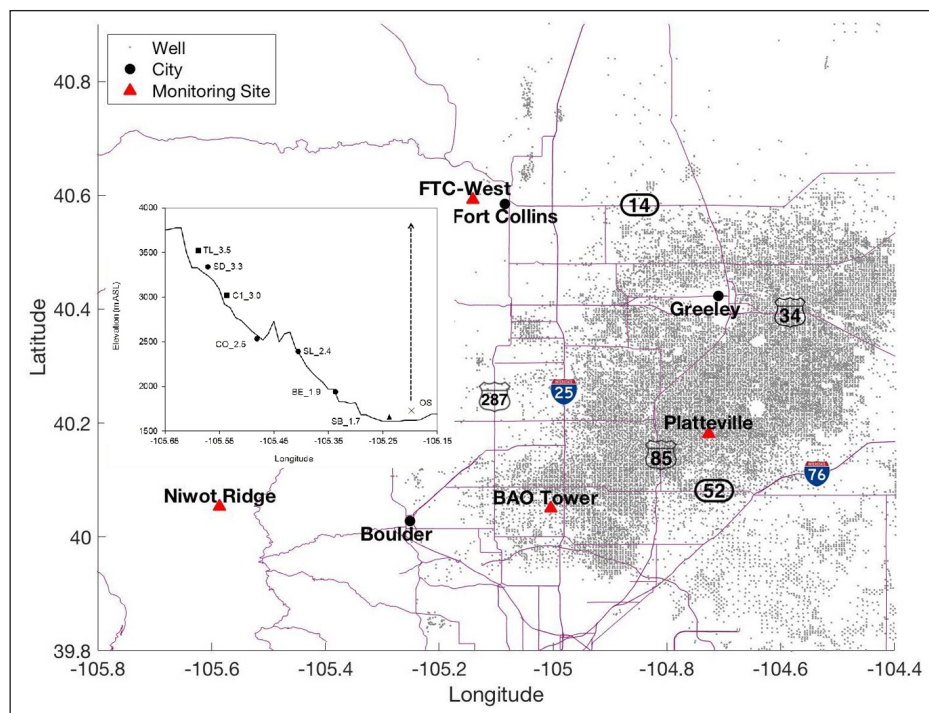 Well
City
Monitoring Site
40.8
40.6
40.4
40.2
40
39.8
Latitude
FTC-West
Fort Collins
14
Greeley
34
25
287
Platteville
85
52
76
BAO Tower
Niwot Ridge
Boulder
4000
3500
3000
2500
2000
1500
Elevation (m ASL)
TL_3.5
SD_3.3
C1_3.0
CO_2.5
SL_2.4
BE_1.9
SB_1.7
OS
-105.65 -105.55 -105.45 -105.35 -105.25 -105.15
Longitude
-105.8 -105.6 -105.4 -105.2 -105 -104.8 -104.6 -104.4
Longitude